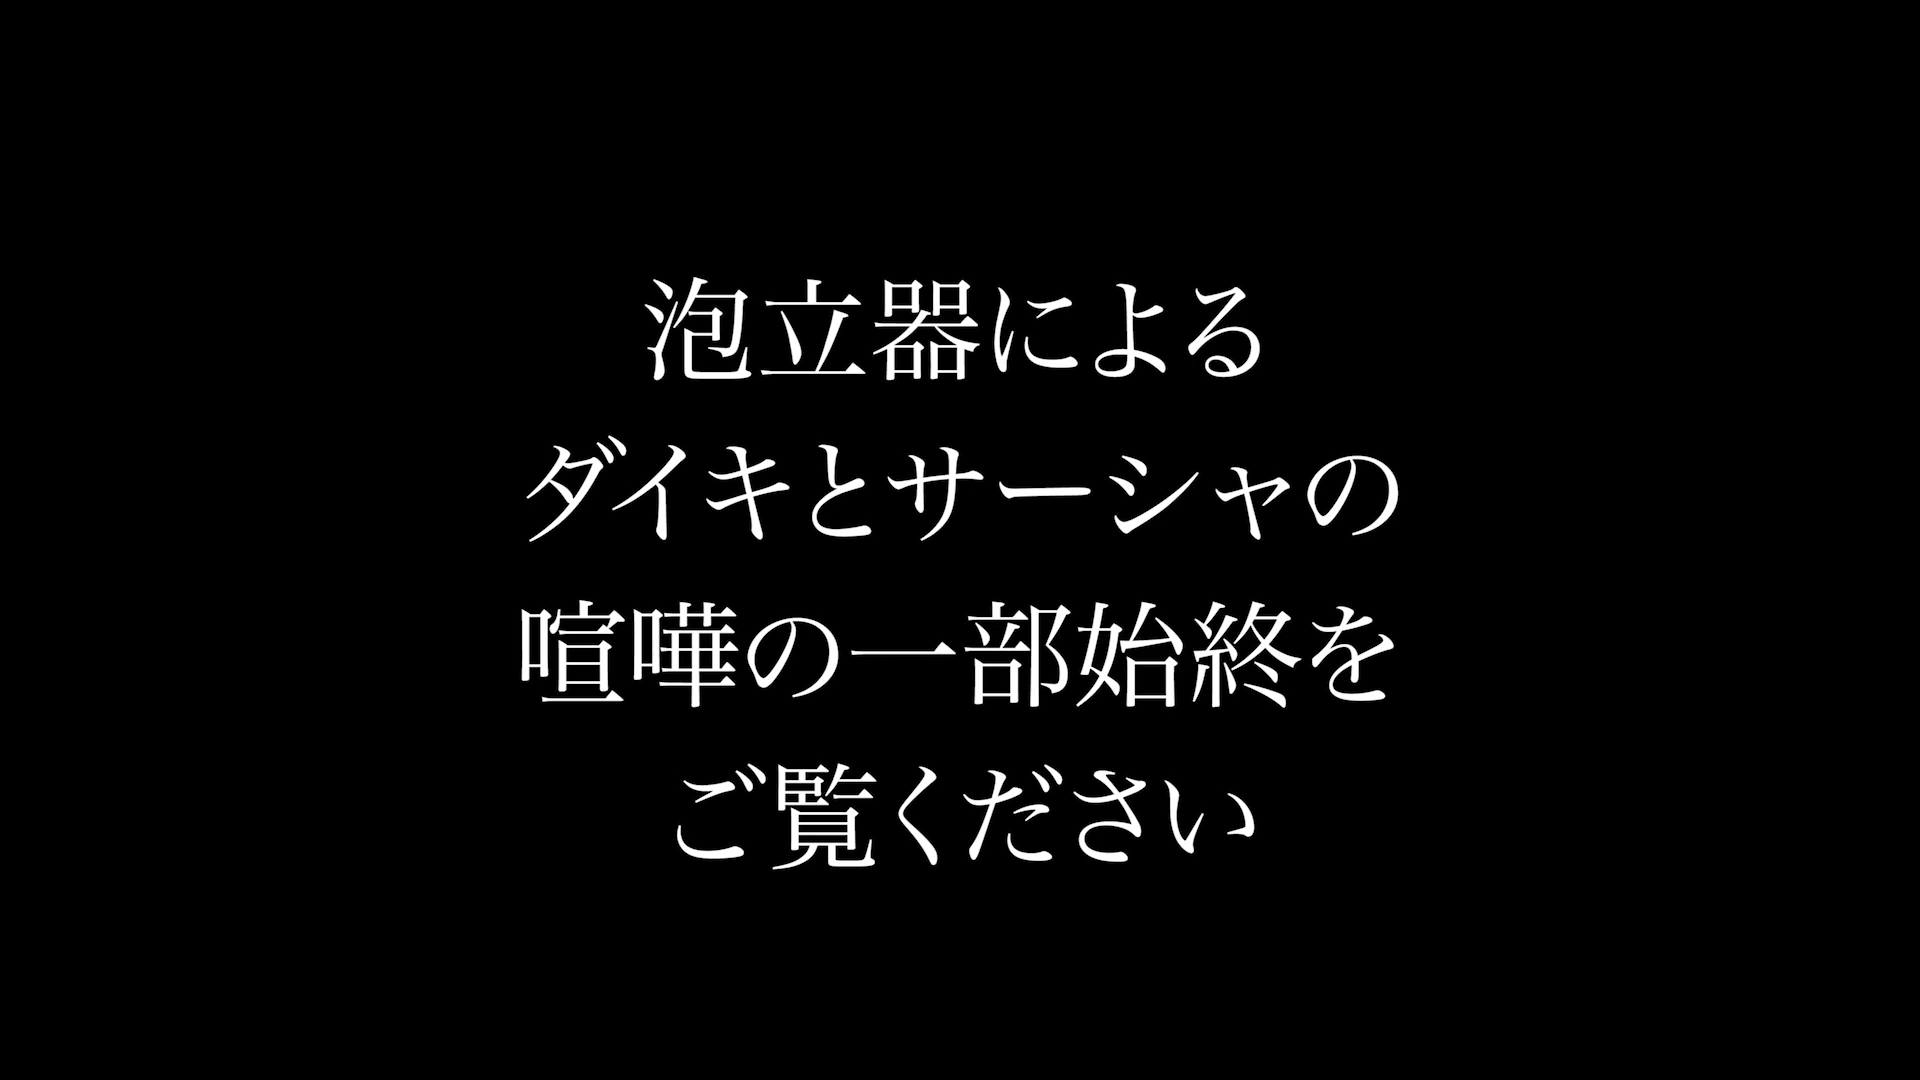 泡立器による
ダイキとサーシャの
喧嘩の一部始終を
ご覧ください